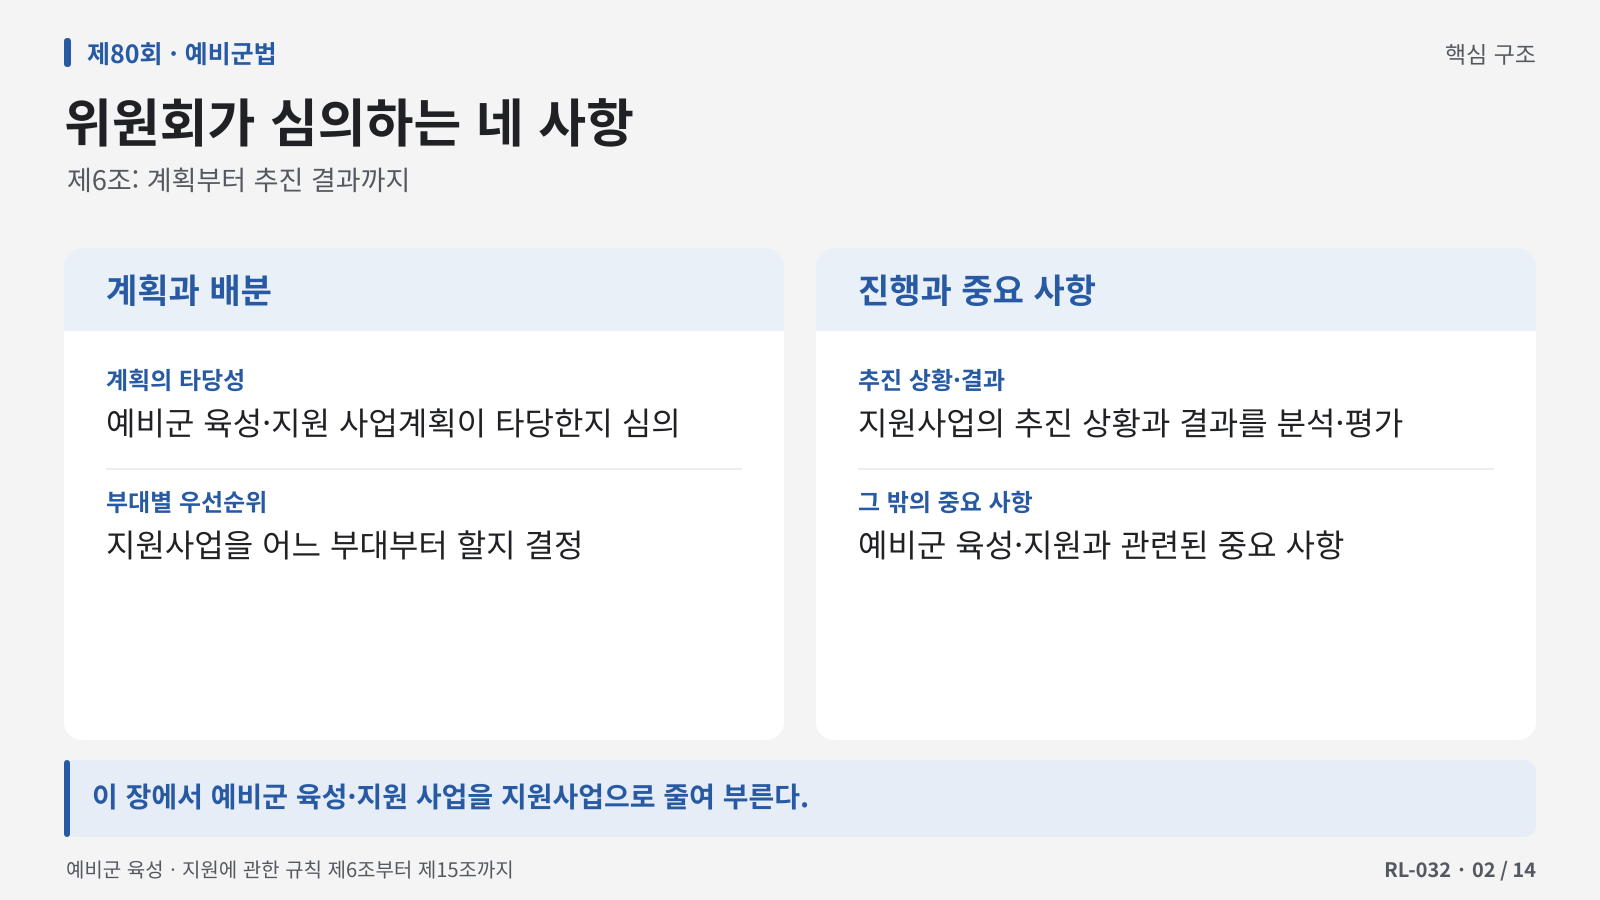 제80회 · 예비군법
핵심 구조
위원회가 심의하는 네 사항
제6조: 계획부터 추진 결과까지
계획과 배분
계획의 타당성
예비군 육성·지원 사업계획이 타당한지 심의
부대별 우선순위
지원사업을 어느 부대부터 할지 결정
진행과 중요 사항
추진 상황·결과
지원사업의 추진 상황과 결과를 분석·평가
그 밖의 중요 사항
예비군 육성·지원과 관련된 중요 사항
이 장에서 예비군 육성·지원 사업을 지원사업으로 줄여 부른다.
예비군 육성 · 지원에 관한 규칙 제6조부터 제15조까지
RL-032 · 02 / 14